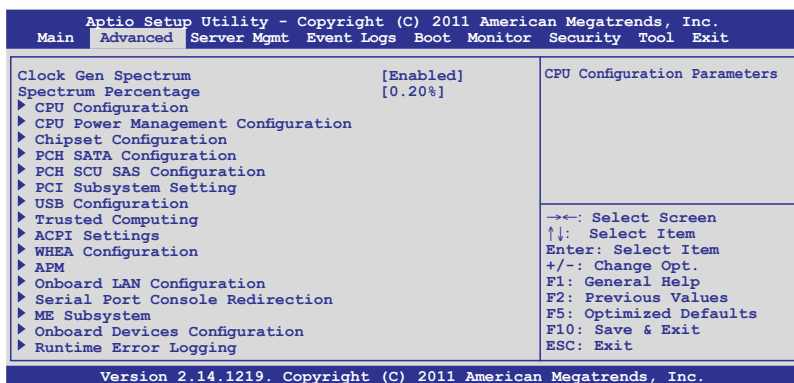 Aptio Setup Utility - Copyright (C) 2011 American Megatrends, Inc.
Main Advanced Server Mgmt Event Logs Boot Monitor Security Tool Exit
Clock Gen Spectrum [Enabled]
Spectrum Percentage [0.20%]
CPU Configuration
CPU Power Management Configuration
Chipset Configuration
PCH SATA Configuration
PCH SCU SAS Configuration
PCI Subsystem Setting
USB Configuration
Trusted Computing
ACPI Settings
WHEA Configuration
APM
Onboard LAN Configuration
Serial Port Console Redirection
ME Subsystem
Onboard Devices Configuration
Runtime Error Logging
CPU Configuration Parameters
→←: Select Screen
↑↓: Select Item
Enter: Select Item
+/-: Change Opt.
F1: General Help
F2: Previous Values
F5: Optimized Defaults
F10: Save & Exit
ESC: Exit
Version 2.14.1219. Copyright (C) 2011 American Megatrends, Inc.